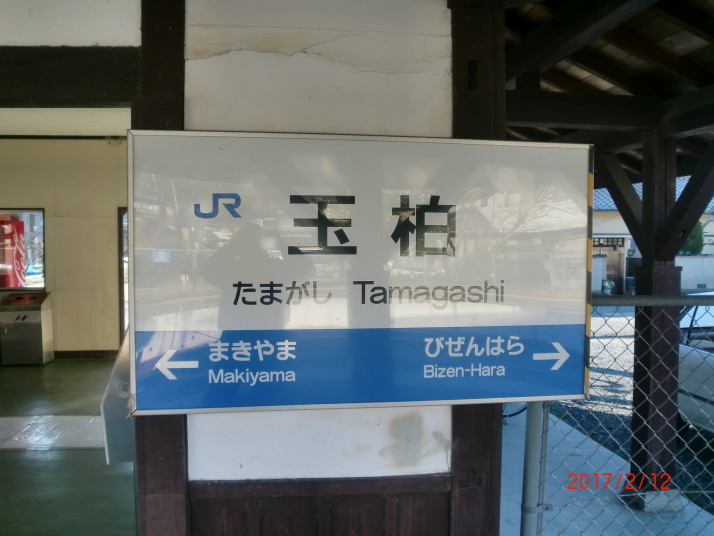 JR 玉柏
たまがし Tamagashi
← まきやま びぜんはら →
Makiyama Bizen-Hara
2017/2/12